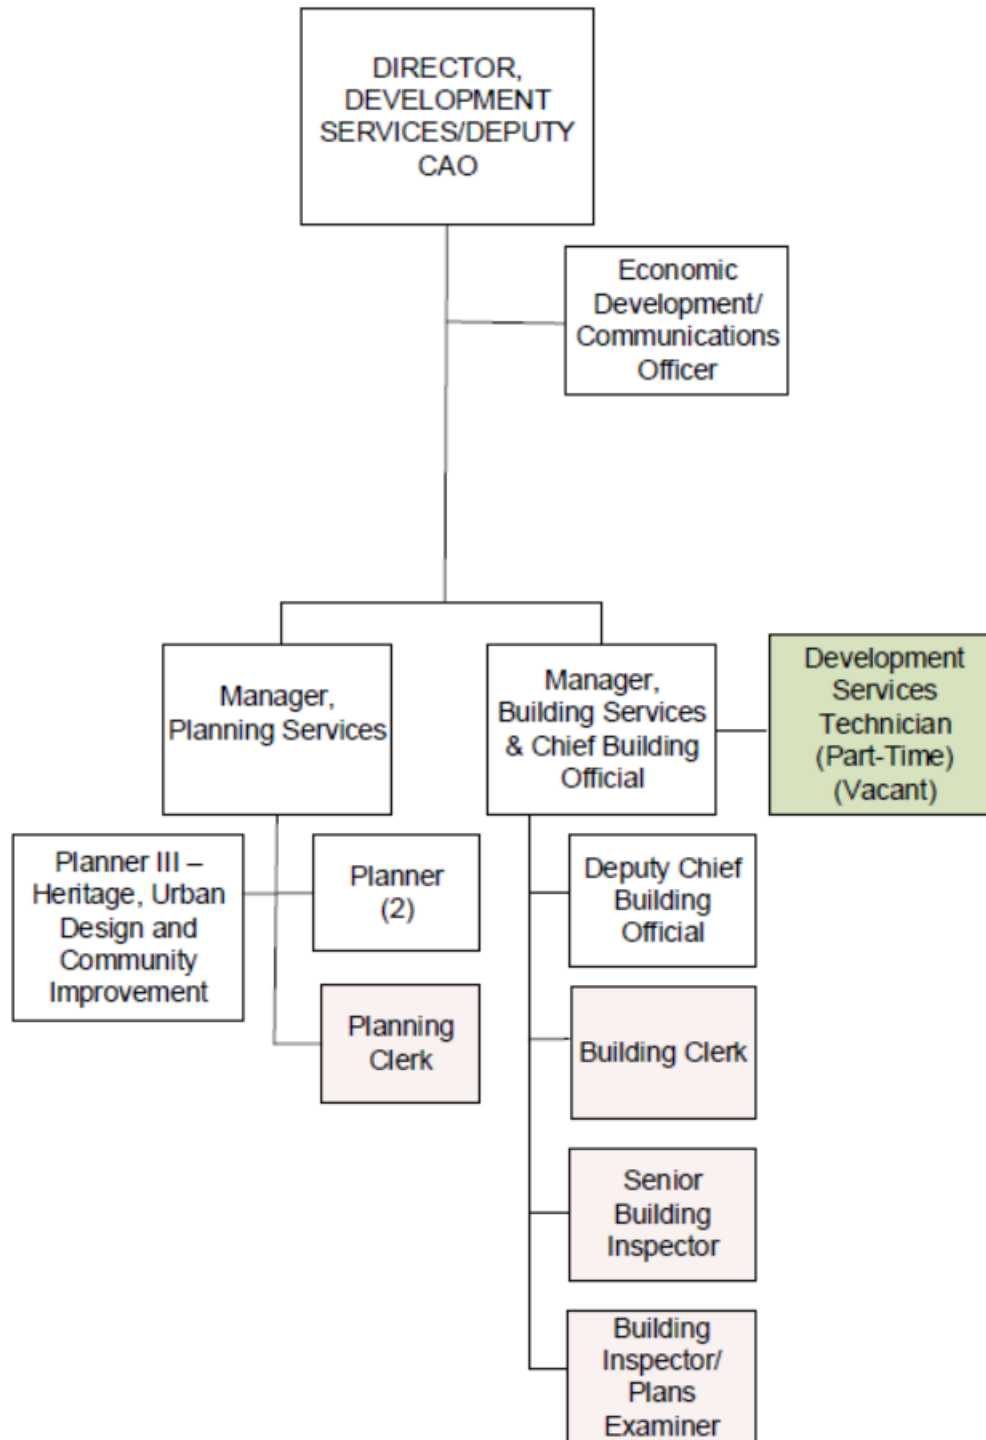 DIRECTOR,
DEVELOPMENT
SERVICES/DEPUTY
CAO
Economic
Development/
Communications
Officer
Manager,
Planning Services
Manager,
Building Services
& Chief Building
Official
Development
Services
Technician
(Part-Time)
(Vacant)
Planner III –
Heritage, Urban
Design and
Community
Improvement
Planner
(2)
Planning
Clerk
Deputy Chief
Building
Official
Building Clerk
Senior
Building
Inspector
Building
Inspector/
Plans
Examiner